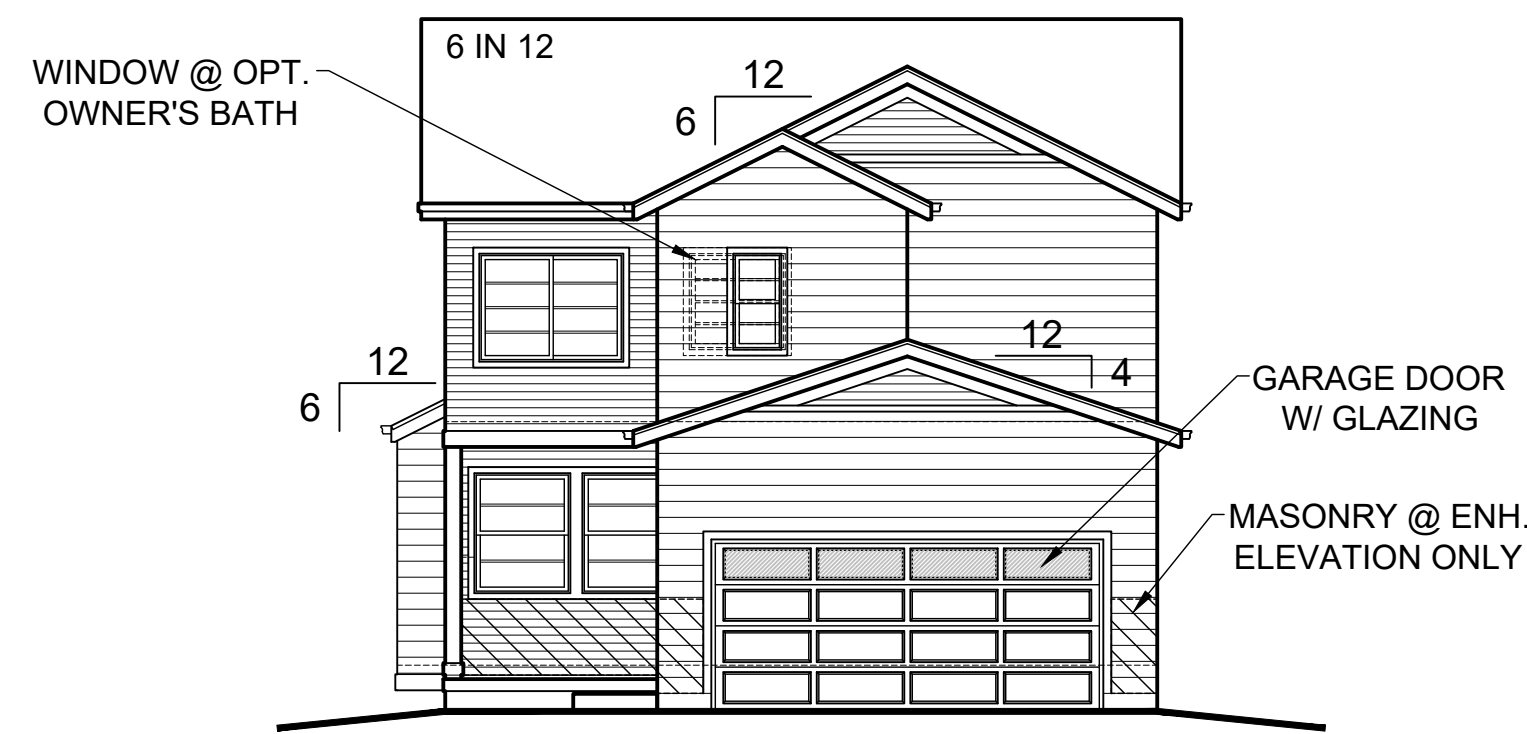 6 IN 12
WINDOW @ OPT.
OWNER'S BATH
12
6
12
4
12
6
GARAGE DOOR
W/ GLAZING
MASONRY @ ENH.
ELEVATION ONLY